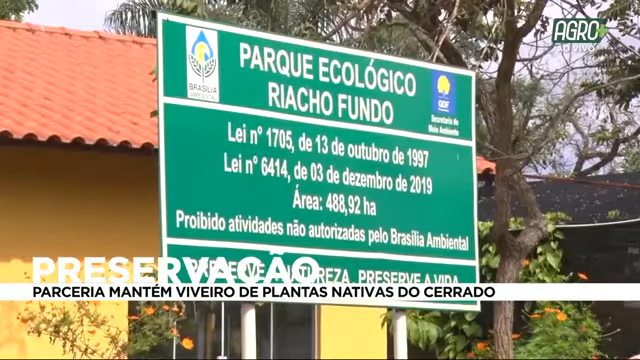 AGRO+
AO VIVO
BRASÍLIA
AMBIENTAL
PARQUE ECOLÓGICO
RIACHO FUNDO
GDF
Secretaria do
Meio Ambiente
Lei nº 1705, de 13 de outubro de 1997
Lei nº 6414, de 03 de dezembro de 2019
Área: 488,92 ha
Proibido atividades não autorizadas pelo Brasília Ambiental
PRESERVE A NATUREZA, PRESERVE A VIDA
PRESERVAÇÃO
PARCERIA MANTÉM VIVEIRO DE PLANTAS NATIVAS DO CERRADO